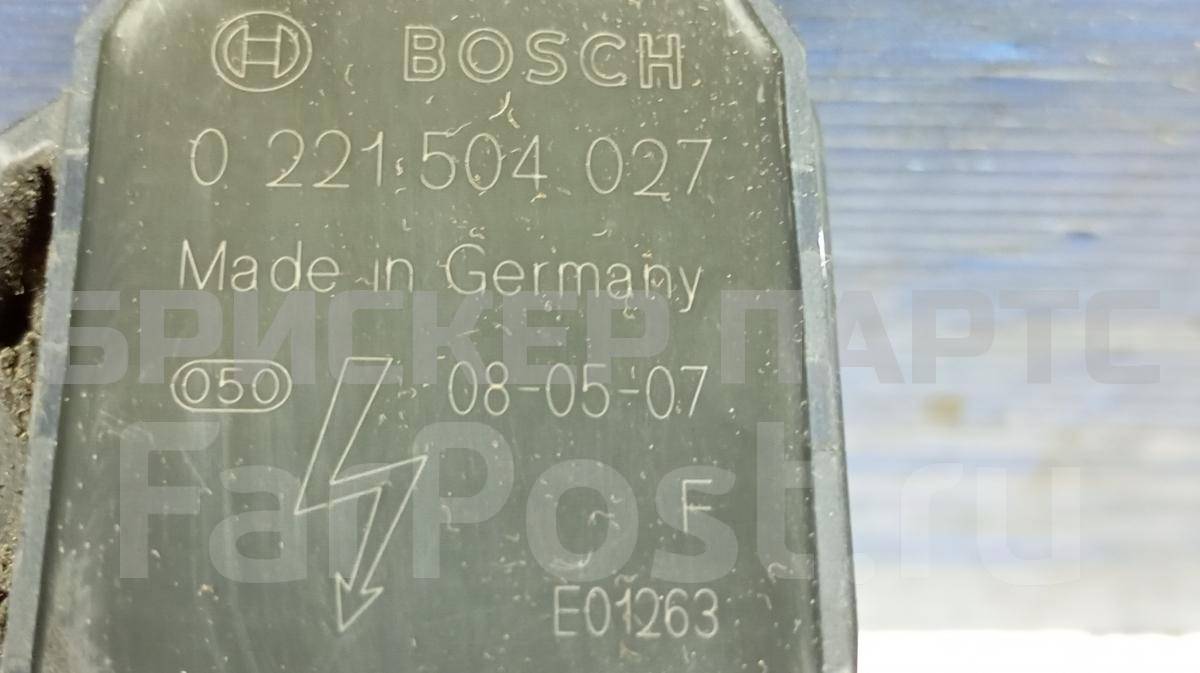 BOSCH
0 221 504 027
Made in Germany
БРИСКЕР ПАРТС
050 08-05-07
FarPost.ru
F
E01263